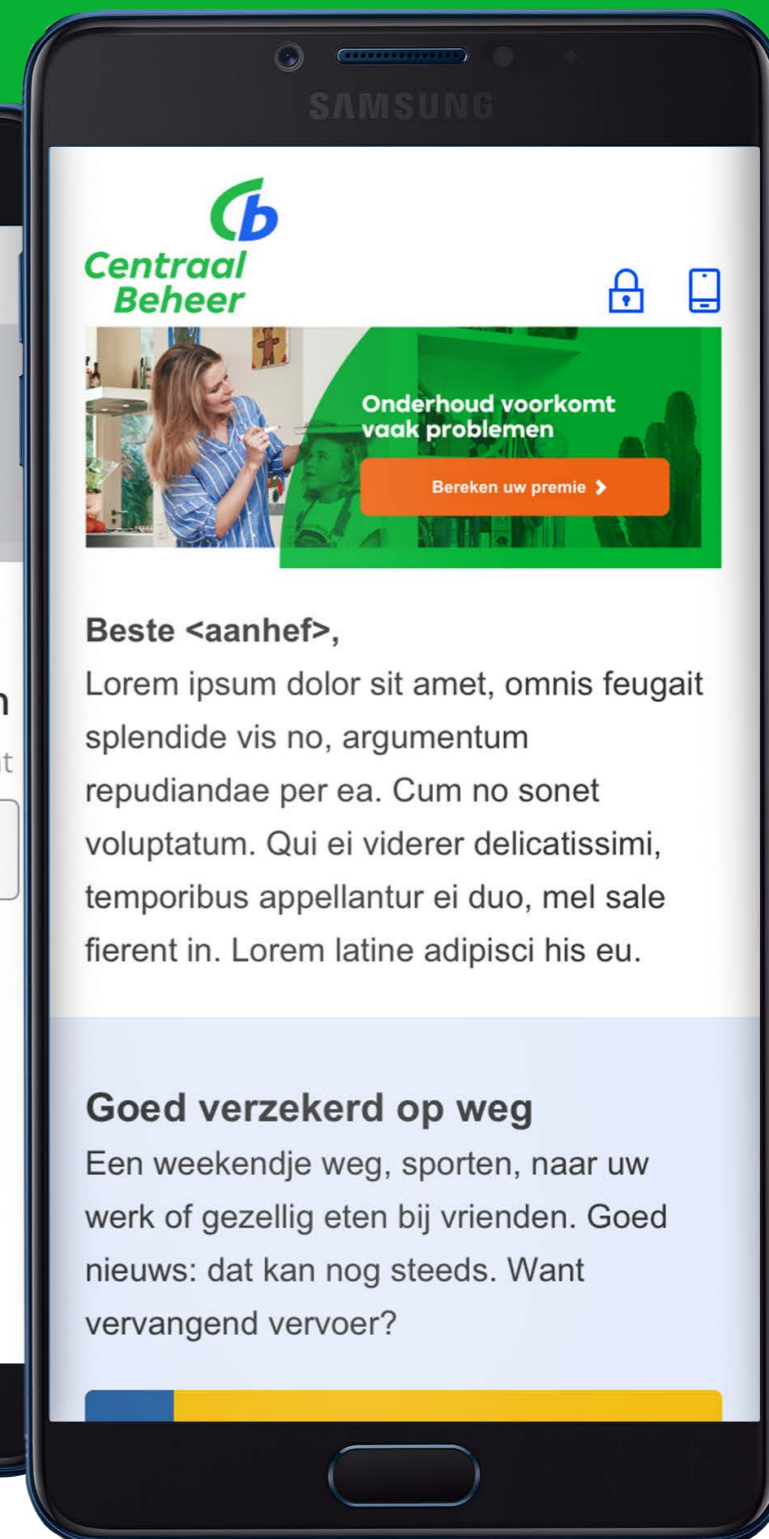 SAMSUNG
Cb
Centraal
Beheer
Onderhoud voorkomt
vaak problemen
Bereken uw premie
Beste <aanhef>,
Lorem ipsum dolor sit amet, omnis feugait
splendide vis no, argumentum
repudiandae per ea. Cum no sonet
voluptatum. Qui ei viderer delicatissimi,
temporibus appellantur ei duo, mel sale
fierent in. Lorem latine adipisci his eu.
Goed verzekerd op weg
Een weekendje weg, sporten, naar uw
werk of gezellig eten bij vrienden. Goed
nieuws: dat kan nog steeds. Want
vervangend vervoer?